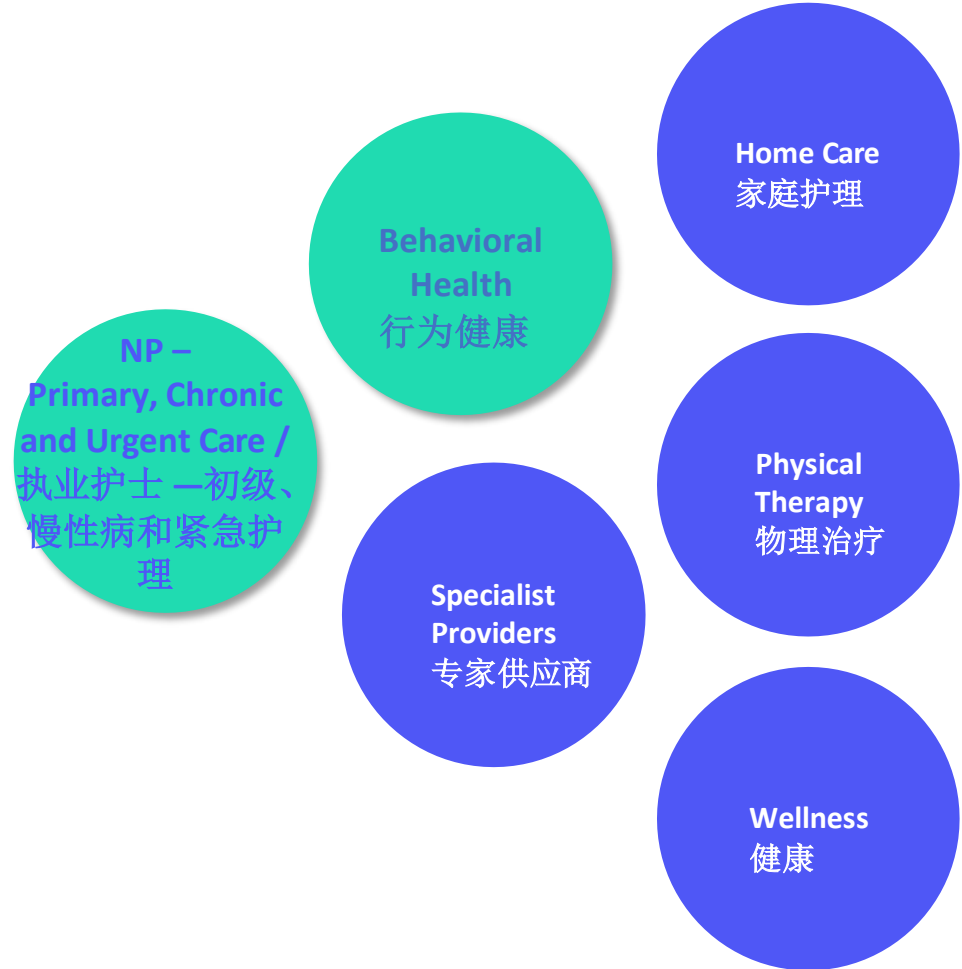 NP –
Primary, Chronic
and Urgent Care /
执业护士 —初级、
慢性病和紧急护
理
Behavioral
Health
行为健康
Specialist
Providers
专家供应商
Home Care
家庭护理
Physical
Therapy
物理治疗
Wellness
健康